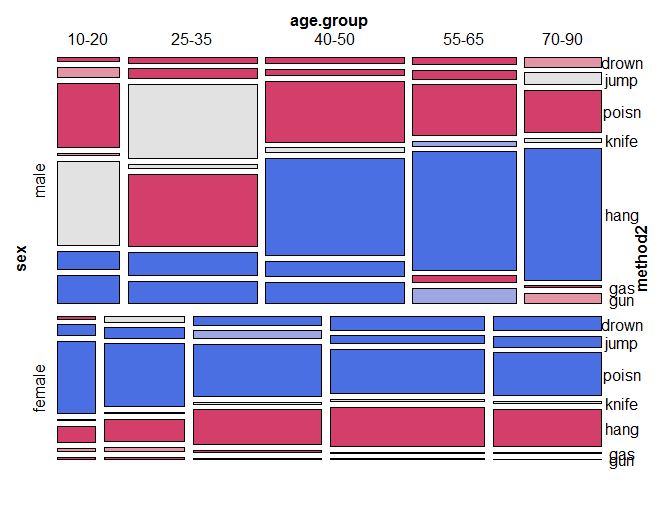 age.group
10-20 25-35 40-50 55-65 70-90
sex
male
drown
jump
poisn
knife
hang
gas
gun
method2
female
drown
jump
poisn
knife
hang
gas
gun